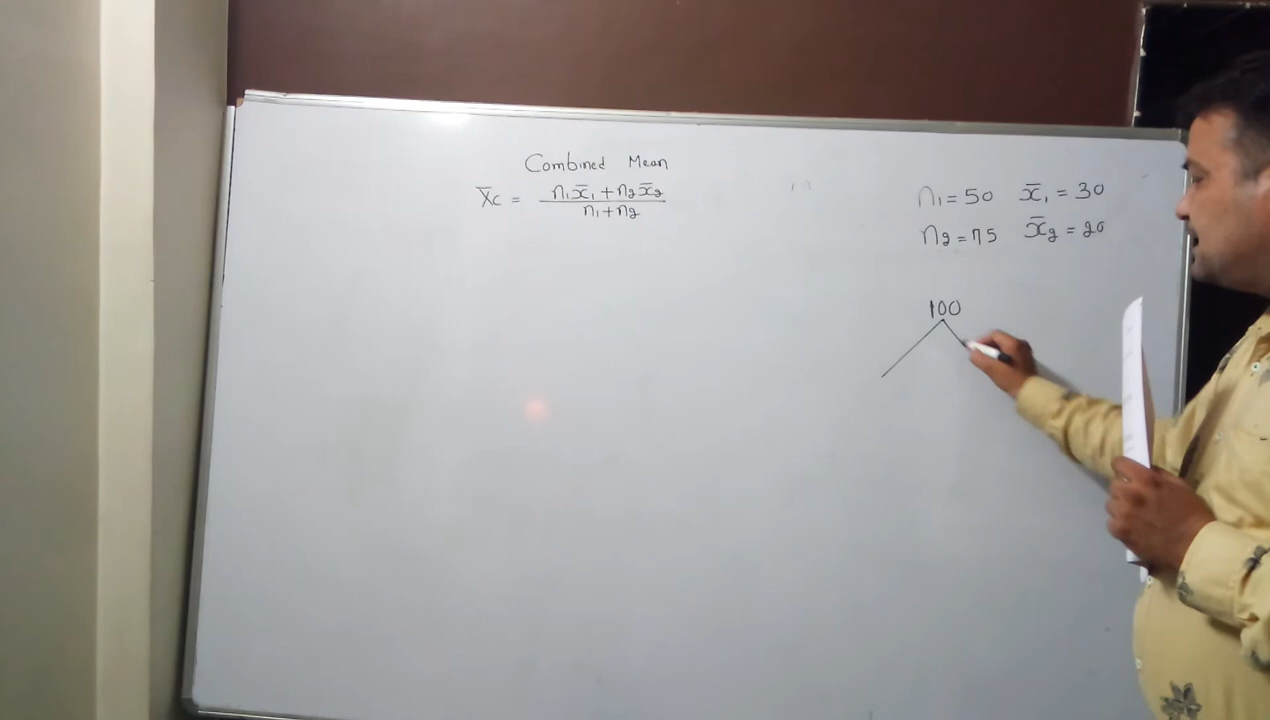 Combined Mean
X̄c = n₁x̄₁ + n₂x̄₂ / n₁ + n₂
n₁ = 50 x̄₁ = 30
n₂ = 75 x̄₂ = 20
100